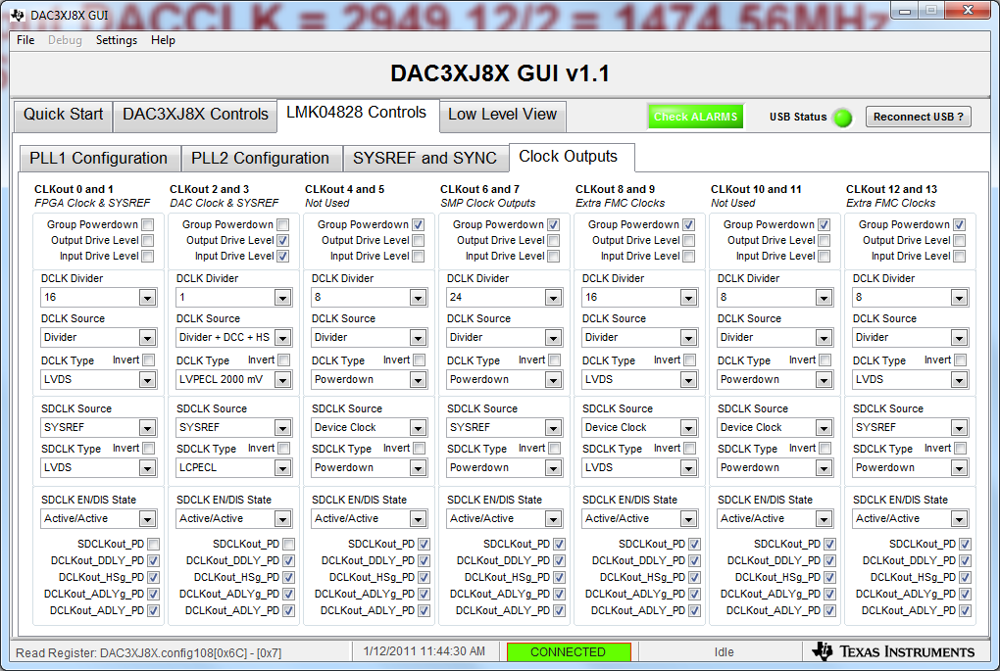 DAC3XJ8X GUI
DACCLK = 2949.12/2 = 1474.56MHz
File Debug Settings Help
DAC3XJ8X GUI v1.1
Quick Start DAC3XJ8X Controls LMK04828 Controls Low Level View Check ALARMS USB Status Reconnect USB ?
PLL1 Configuration PLL2 Configuration SYSREF and SYNC Clock Outputs
CLKout 0 and 1 CLKout 2 and 3 CLKout 4 and 5 CLKout 6 and 7 CLKout 8 and 9 CLKout 10 and 11 CLKout 12 and 13
FPGA Clock & SYSREF DAC Clock & SYSREF Not Used SMP Clock Outputs Extra FMC Clocks Not Used Extra FMC Clocks
Group Powerdown Group Powerdown Group Powerdown Group Powerdown Group Powerdown Group Powerdown Group Powerdown
Output Drive Level Output Drive Level Output Drive Level Output Drive Level Output Drive Level Output Drive Level Output Drive Level
Input Drive Level Input Drive Level Input Drive Level Input Drive Level Input Drive Level Input Drive Level Input Drive Level
DCLK Divider DCLK Divider DCLK Divider DCLK Divider DCLK Divider DCLK Divider DCLK Divider
16 1 8 24 16 8 8
DCLK Source DCLK Source DCLK Source DCLK Source DCLK Source DCLK Source DCLK Source
Divider Divider + DCC + HS Divider Divider Divider Divider Divider
DCLK Type Invert DCLK Type Invert DCLK Type Invert DCLK Type Invert DCLK Type Invert DCLK Type Invert DCLK Type Invert
LVDS LVPECL 2000 mV Powerdown Powerdown LVDS Powerdown LVDS
SDCLK Source SDCLK Source SDCLK Source SDCLK Source SDCLK Source SDCLK Source SDCLK Source
SYSREF SYSREF Device Clock SYSREF Device Clock Device Clock SYSREF
SDCLK Type Invert SDCLK Type Invert SDCLK Type Invert SDCLK Type Invert SDCLK Type Invert SDCLK Type Invert SDCLK Type Invert
LVDS LCPECL Powerdown Powerdown LVDS Powerdown Powerdown
SDCLK EN/DIS State SDCLK EN/DIS State SDCLK EN/DIS State SDCLK EN/DIS State SDCLK EN/DIS State SDCLK EN/DIS State SDCLK EN/DIS State
Active/Active Active/Active Active/Active Active/Active Active/Active Active/Active Active/Active
SDCLKout_PD SDCLKout_PD SDCLKout_PD SDCLKout_PD SDCLKout_PD SDCLKout_PD SDCLKout_PD
DCLKout_DDLY_PD DCLKout_DDLY_PD DCLKout_DDLY_PD DCLKout_DDLY_PD DCLKout_DDLY_PD DCLKout_DDLY_PD DCLKout_DDLY_PD
DCLKout_HSg_PD DCLKout_HSg_PD DCLKout_HSg_PD DCLKout_HSg_PD DCLKout_HSg_PD DCLKout_HSg_PD DCLKout_HSg_PD
DCLKout_ADLYg_PD DCLKout_ADLYg_PD DCLKout_ADLYg_PD DCLKout_ADLYg_PD DCLKout_ADLYg_PD DCLKout_ADLYg_PD DCLKout_ADLYg_PD
DCLKout_ADLY_PD DCLKout_ADLY_PD DCLKout_ADLY_PD DCLKout_ADLY_PD DCLKout_ADLY_PD DCLKout_ADLY_PD DCLKout_ADLY_PD
Read Register: DAC3XJ8X.config108[0x6C] - [0x7] 1/12/2011 11:44:30 AM CONNECTED Idle TEXAS INSTRUMENTS